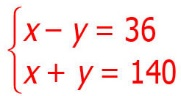 x − y = 36
x + y = 140